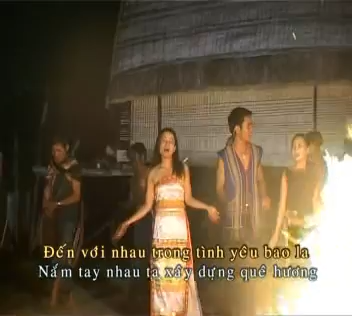 Đến với nhau trong tình yêu bao la
Nắm tay nhau ta xây dựng quê hương